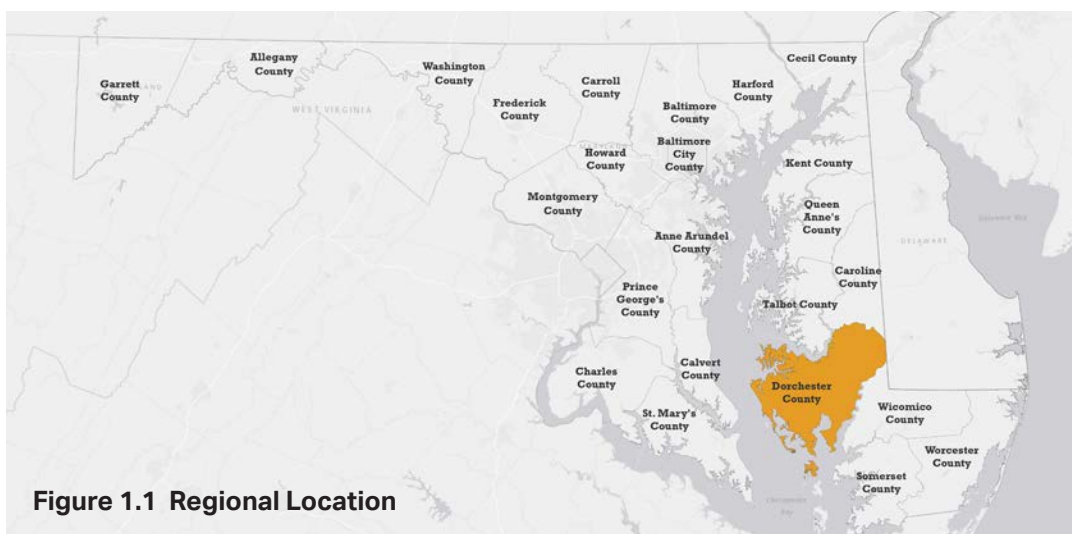 Cecil County
Allegany
County
Washington
County
Garrett
County
Carroll
County
Harford
County
WEST VIRGINIA
Frederick
County
Baltimore
County
Baltimore
City
County
Howard
County
Kent County
Montgomery
County
Queen
Anne's
County
Anne Arundel
County
DELAWARE
Caroline
County
Prince
George's
County
Talbot County
Calvert
County
Charles
County
Dorchester
County
St. Mary's
County
Wicomico
County
Worcester
County
Somerset
County
Chesapeake
Bay
Figure 1.1 Regional Location